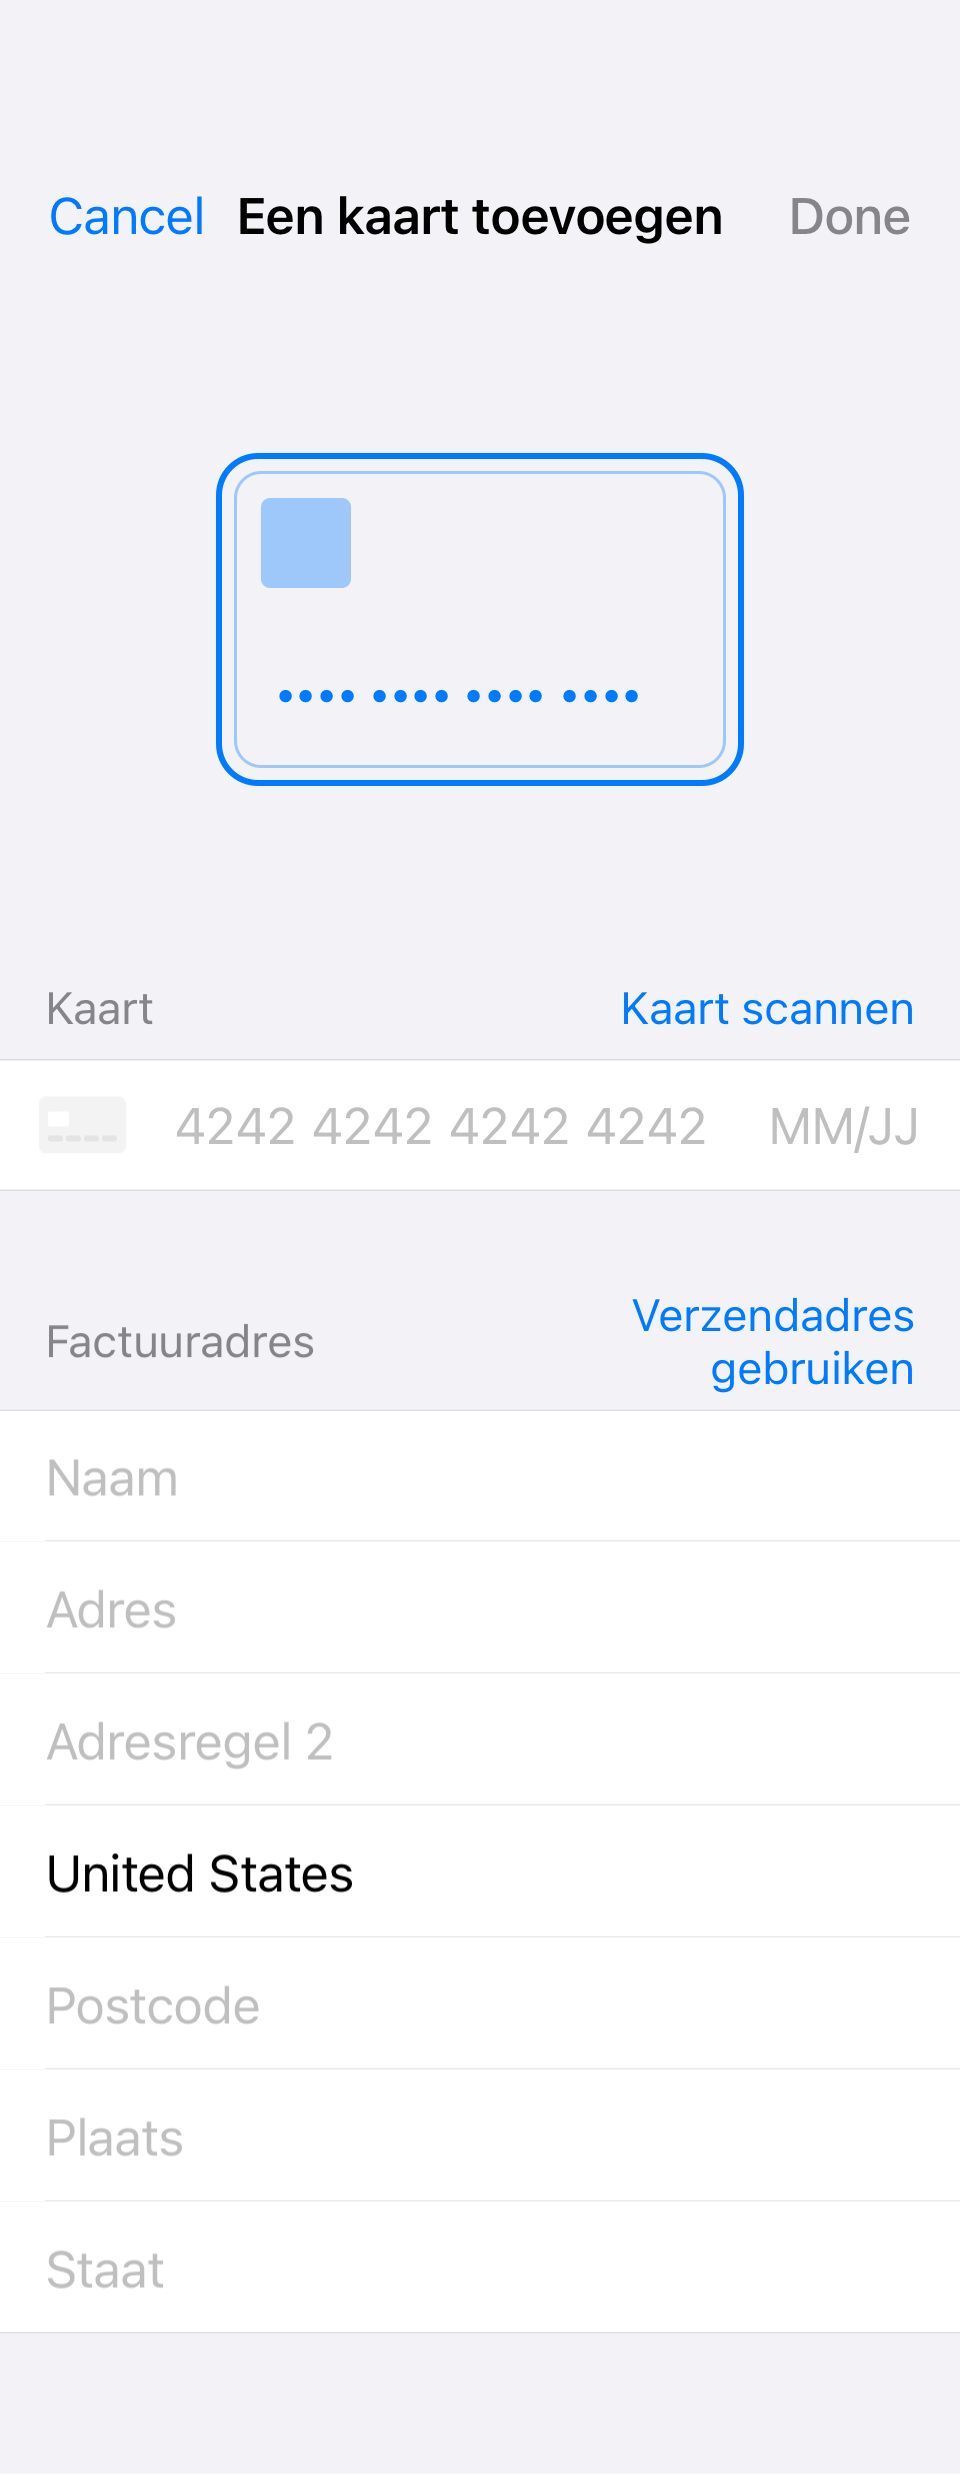 Cancel Een kaart toevoegen Done
•••• •••• •••• ••••
Kaart Kaart scannen
4242 4242 4242 4242 MM/JJ
Factuuradres Verzendadres
gebruiken
Naam
Adres
Adresregel 2
United States
Postcode
Plaats
Staat